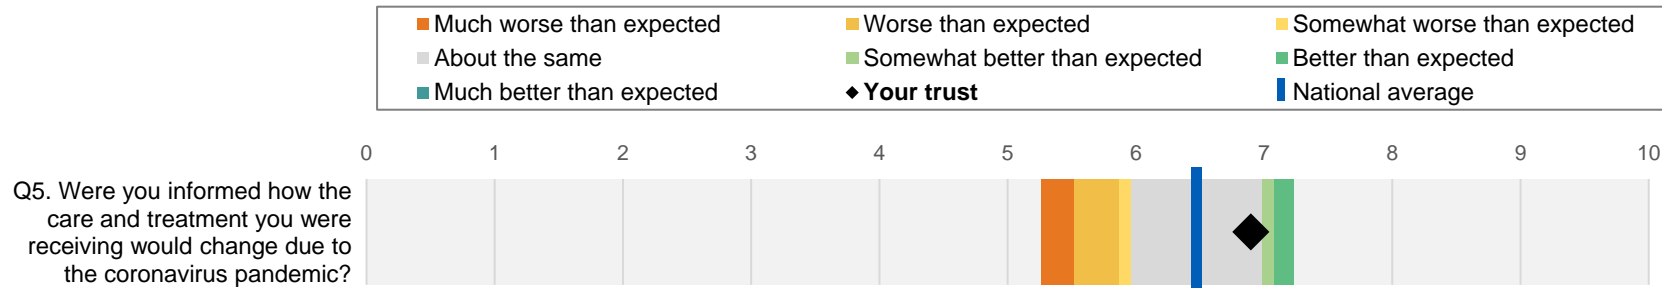 Much worse than expected
Worse than expected
Somewhat worse than expected
About the same
Somewhat better than expected
Better than expected
Much better than expected
Your trust
National average
0 1 2 3 4 5 6 7 8 9 10
Q5. Were you informed how the
care and treatment you were
receiving would change due to
the coronavirus pandemic?